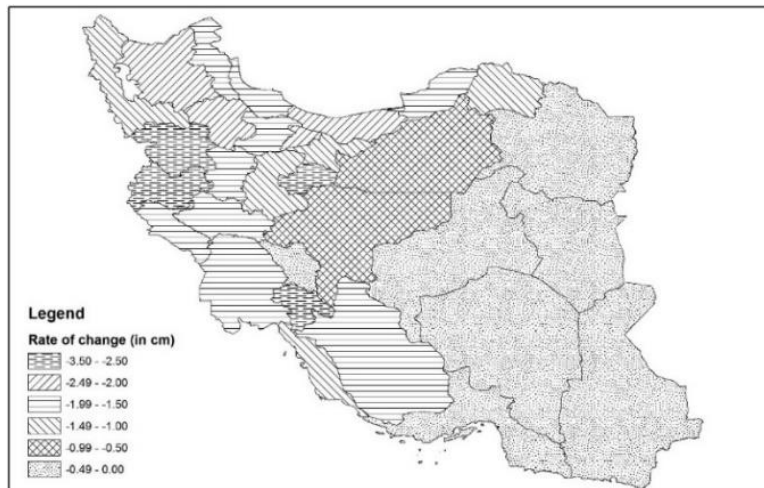 Legend
Rate of change (in cm)
-3.50 - -2.50
-2.49 - -2.00
-1.99 - -1.50
-1.49 - -1.00
-0.99 - -0.50
-0.49 - 0.00